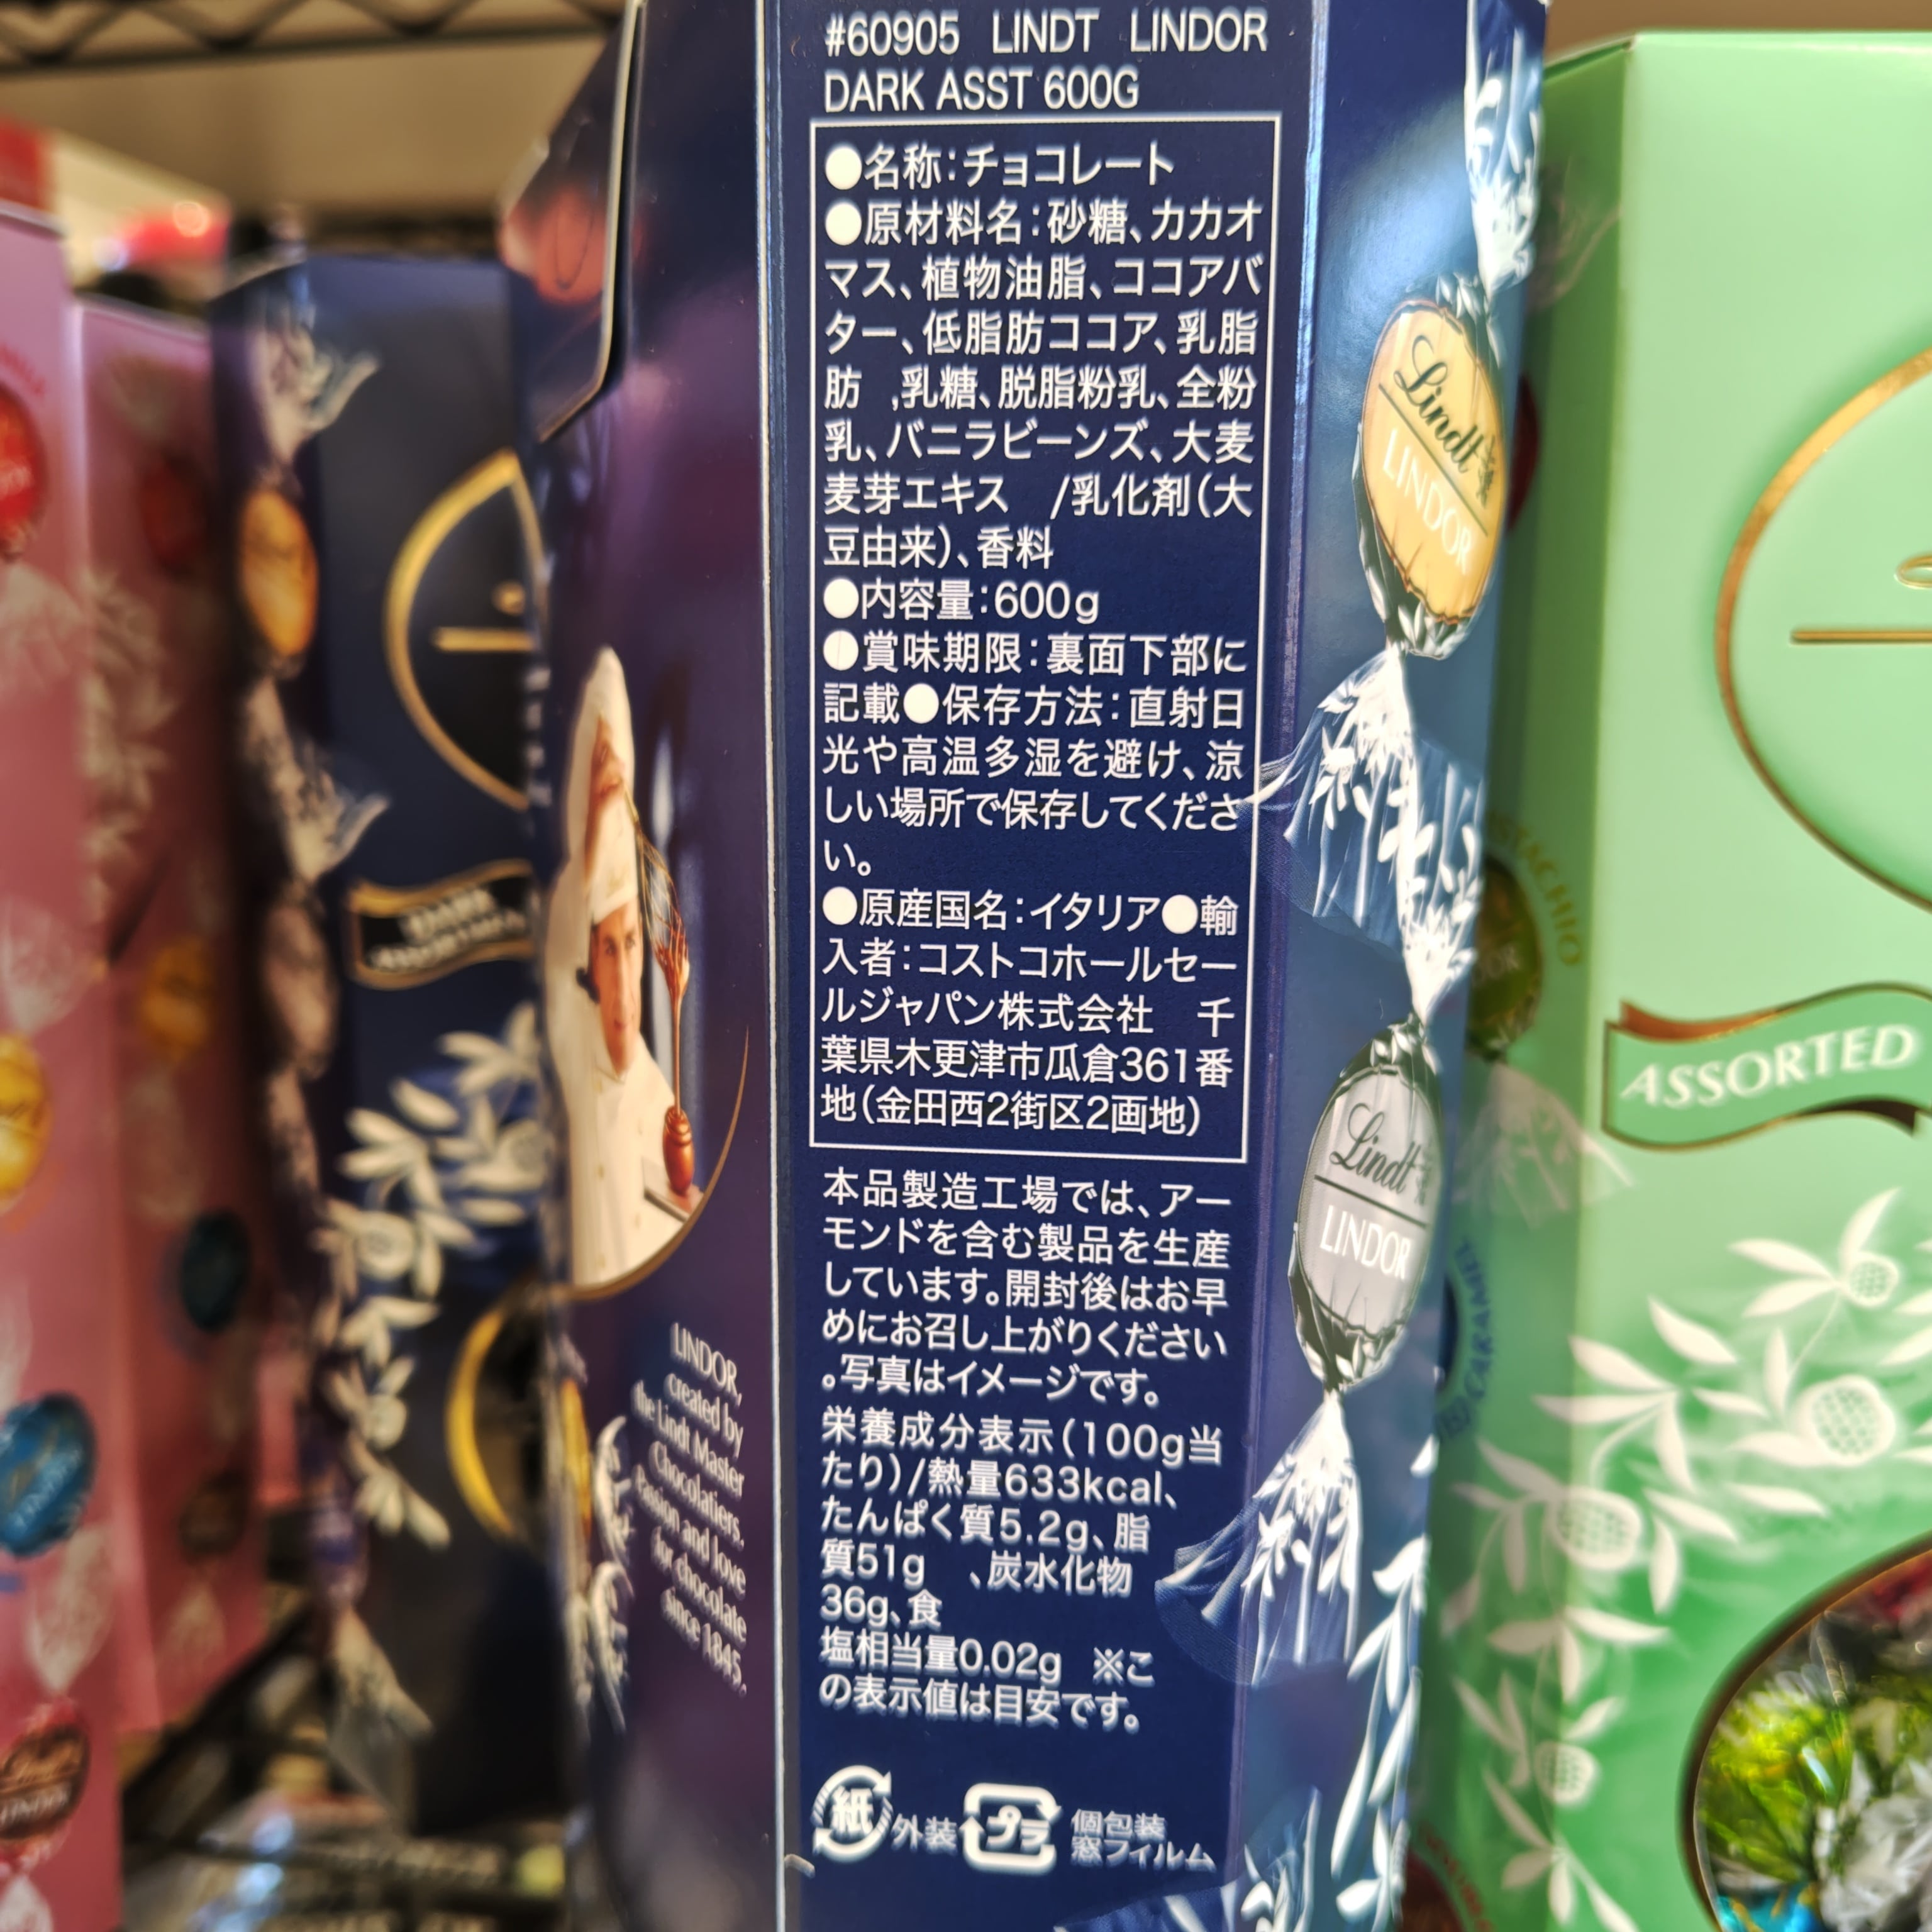 #60905 LINDT LINDOR
DARK ASST 600G
●名称：チョコレート
●原材料名：砂糖、カカオ
マス、植物油脂、ココアバ
ター、低脂肪ココア、乳脂
肪 ,乳糖、脱脂粉乳、全粉
乳、バニラビーンズ、大麦
麦芽エキス /乳化剤（大
豆由来）、香料
●内容量：600g
●賞味期限：裏面下部に
記載●保存方法：直射日
光や高温多湿を避け、涼
しい場所で保存してくださ
い。
●原産国名：イタリア●輸
入者：コストコホールセー
ルジャパン株式会社 千
葉県木更津市瓜倉361番
地（金田西2街区2画地）
本品製造工場では、アー
モンドを含む製品を生産
しています。開封後はお早
めにお召し上がりください
。写真はイメージです。
栄養成分表示（100g当
たり）/熱量633kcal、
たんぱく質5.2g、脂
質51g 、炭水化物
36g、食
塩相当量0.02g ※こ
の表示値は目安です。
紙 外装 プラ 個包装
窓フィルム
LINDOR,
created by
the Lindt Master
Chocolatiers.
Passion and love
for chocolate
since 1845.
Lindt
LINDOR
Lindt
LINDOR
ASSORTED